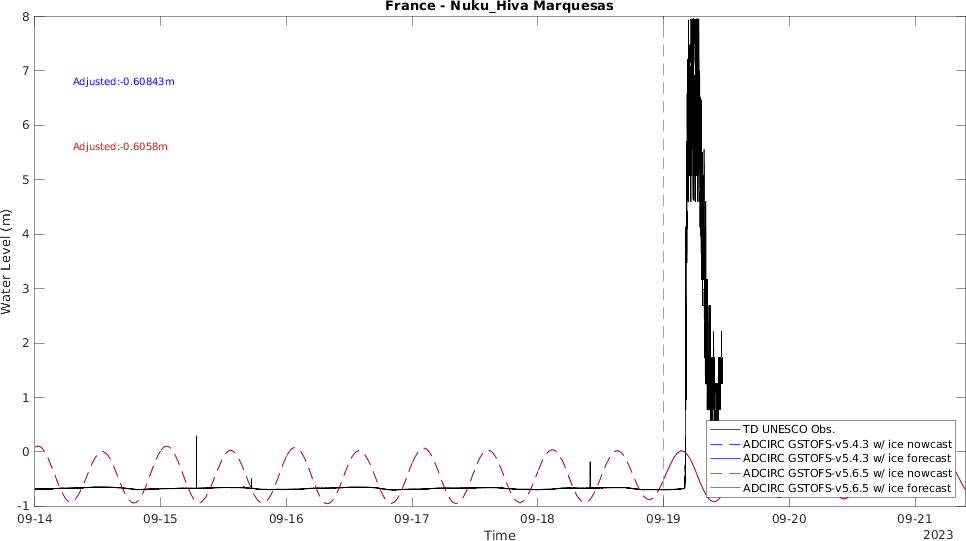 France - Nuku_Hiva Marquesas
8
7
6
5
4
3
2
1
0
-1
Water Level (m)
Adjusted:-0.60843m
Adjusted:-0.6058m
TD UNESCO Obs.
ADCIRC GSTOFS-v5.4.3 w/ ice nowcast
ADCIRC GSTOFS-v5.4.3 w/ ice forecast
ADCIRC GSTOFS-v5.6.5 w/ ice nowcast
ADCIRC GSTOFS-v5.6.5 w/ ice forecast
09-14 09-15 09-16 09-17 09-18 09-19 09-20 09-21
Time
2023